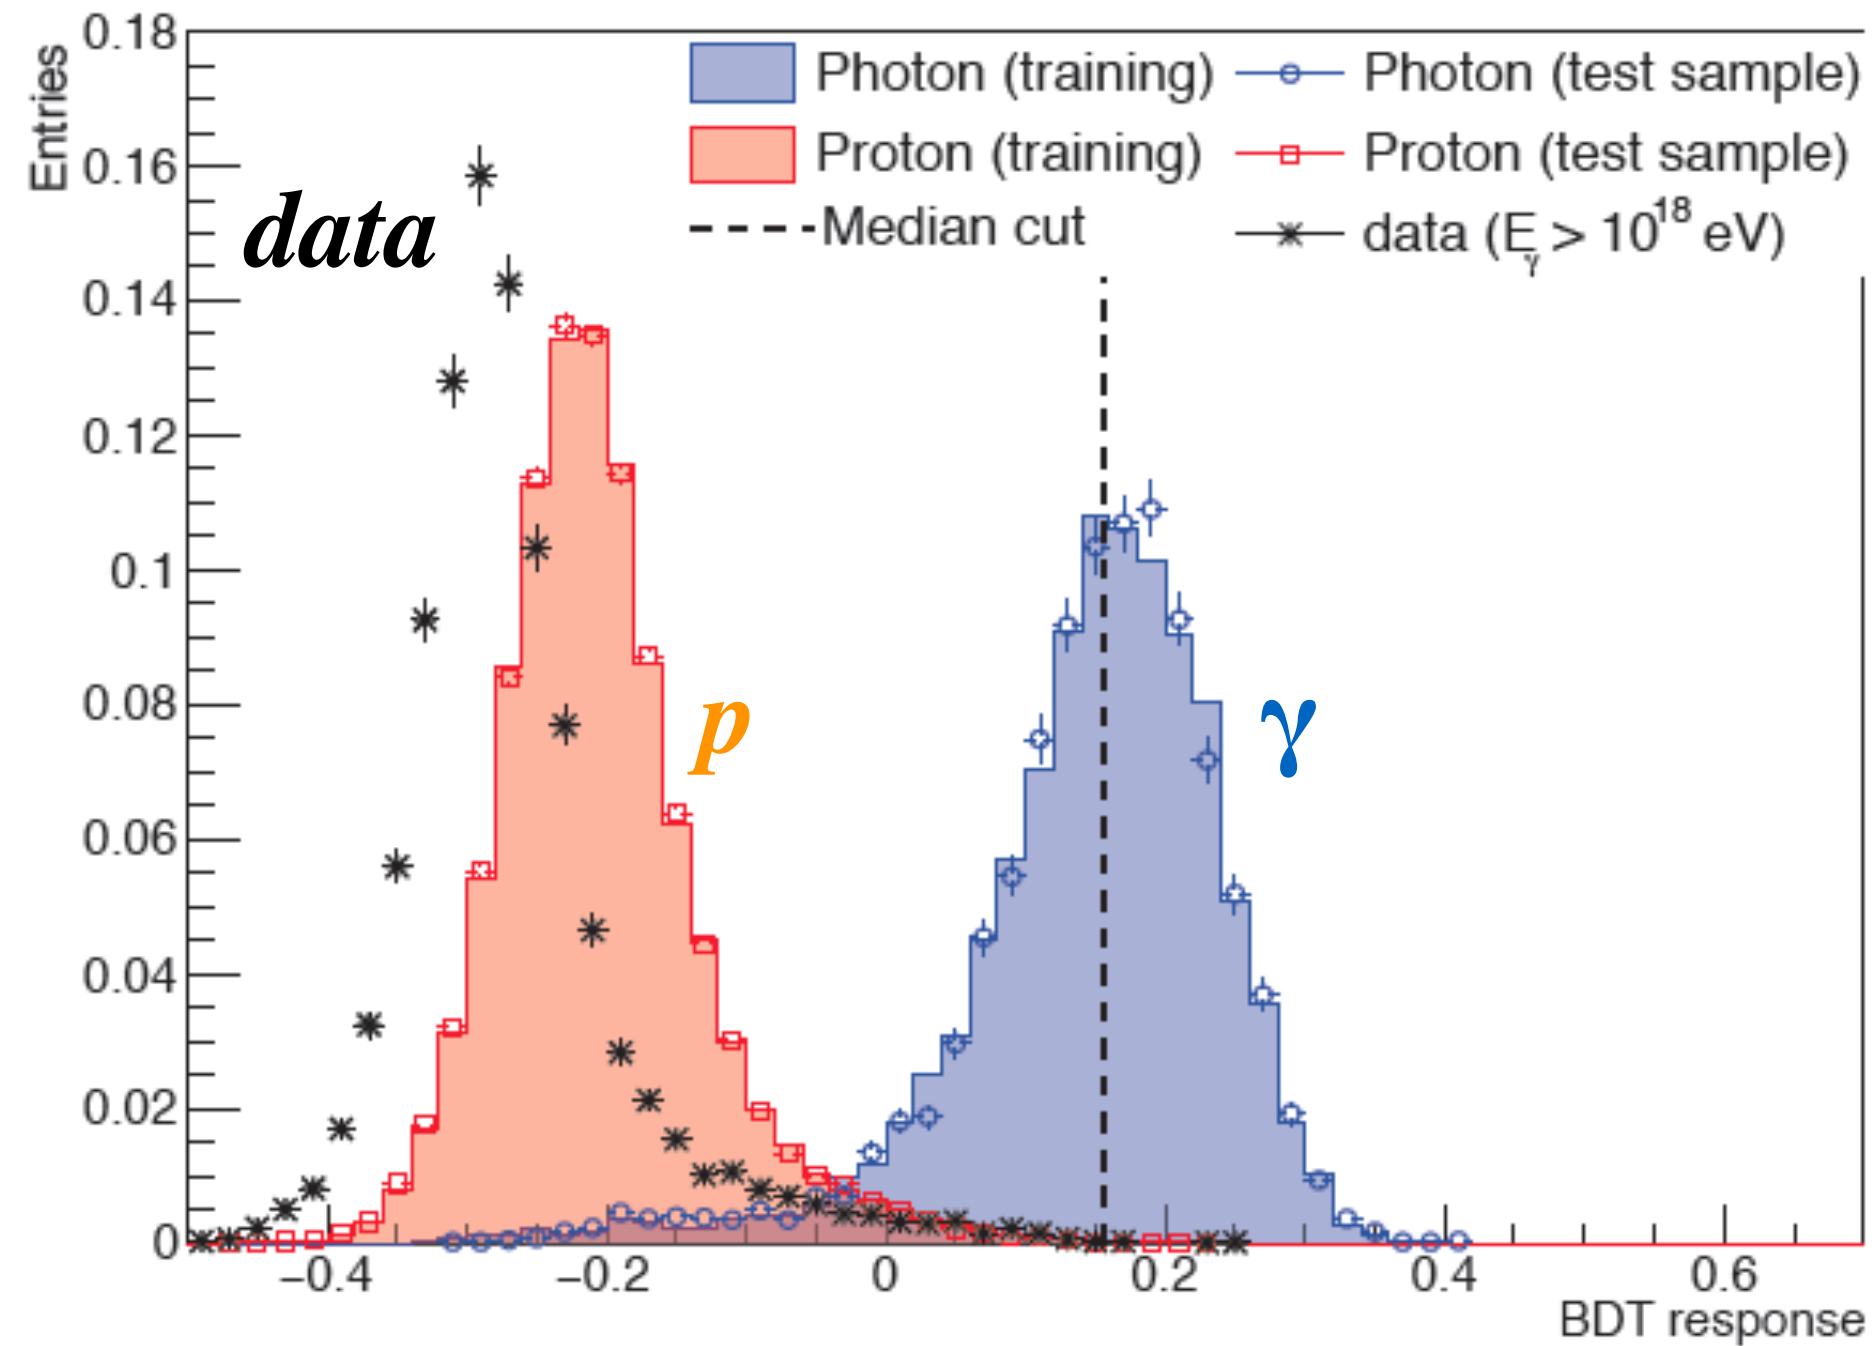 Entries
0.18
0.16
0.14
0.12
0.1
0.08
0.06
0.04
0.02
0
Photon (training)
Photon (test sample)
Proton (training)
Proton (test sample)
Median cut
data (Eγ > 10¹⁸ eV)
data
p
γ
−0.4
−0.2
0
0.2
0.4
0.6
BDT response